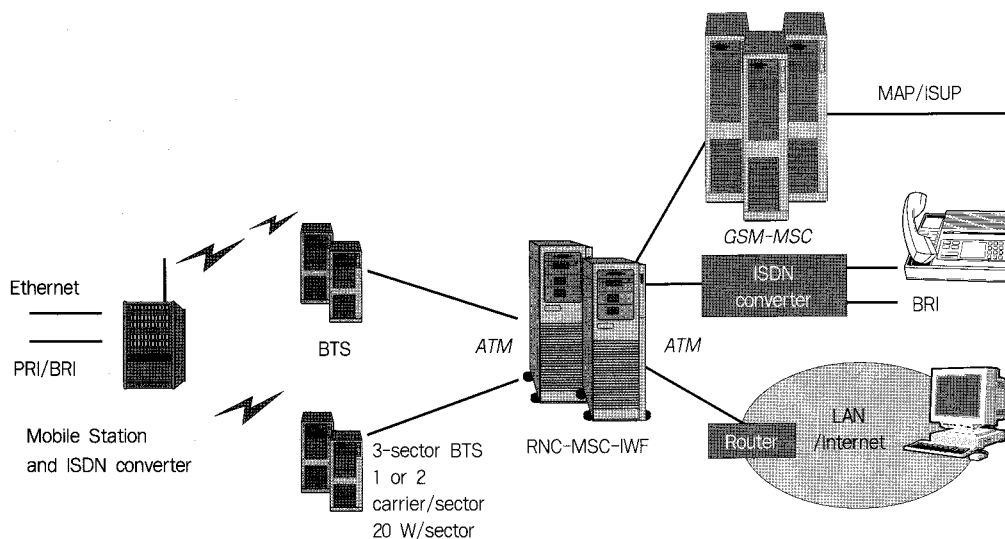 MAP/ISUP
GSM-MSC
Ethernet
PRI/BRI
Mobile Station
and ISDN converter
BTS
ATM
3-sector BTS
1 or 2
carrier/sector
20 W/sector
RNC-MSC-IWF
ISDN
converter
BRI
ATM
Router
LAN
/Internet